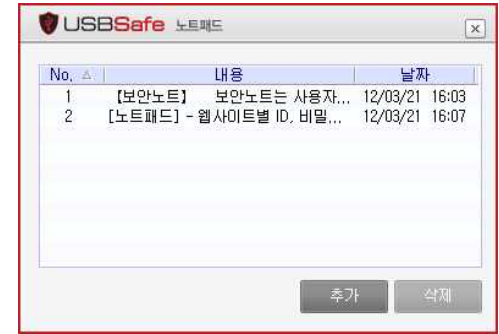 USBSafe 노트패드
No. 내용 날짜
1 【보안노트】 보안노트는 사용자... 12/03/21 16:03
2 [노트패드] - 웹사이트별 ID, 비밀... 12/03/21 16:07
추가 삭제